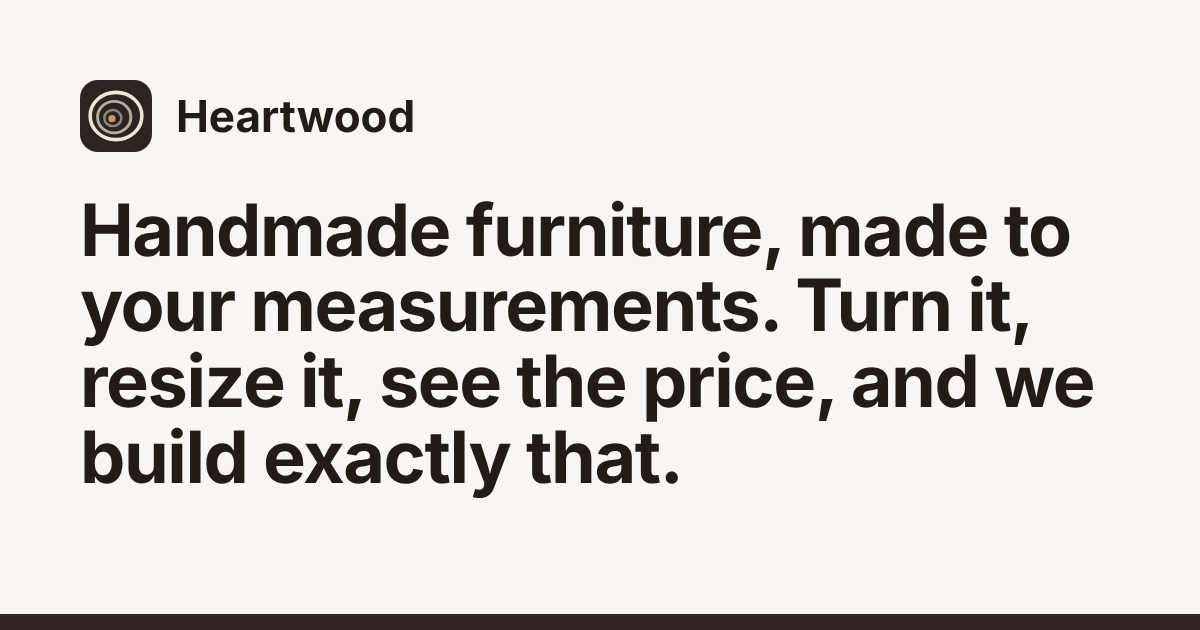 Heartwood
Handmade furniture, made to
your measurements. Turn it,
resize it, see the price, and we
build exactly that.